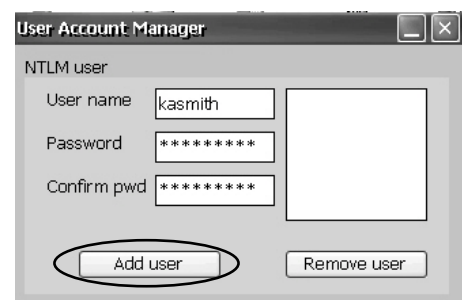 User Account Manager
NTLM user
User name kasmith
Password *********
Confirm pwd *********
Add user Remove user